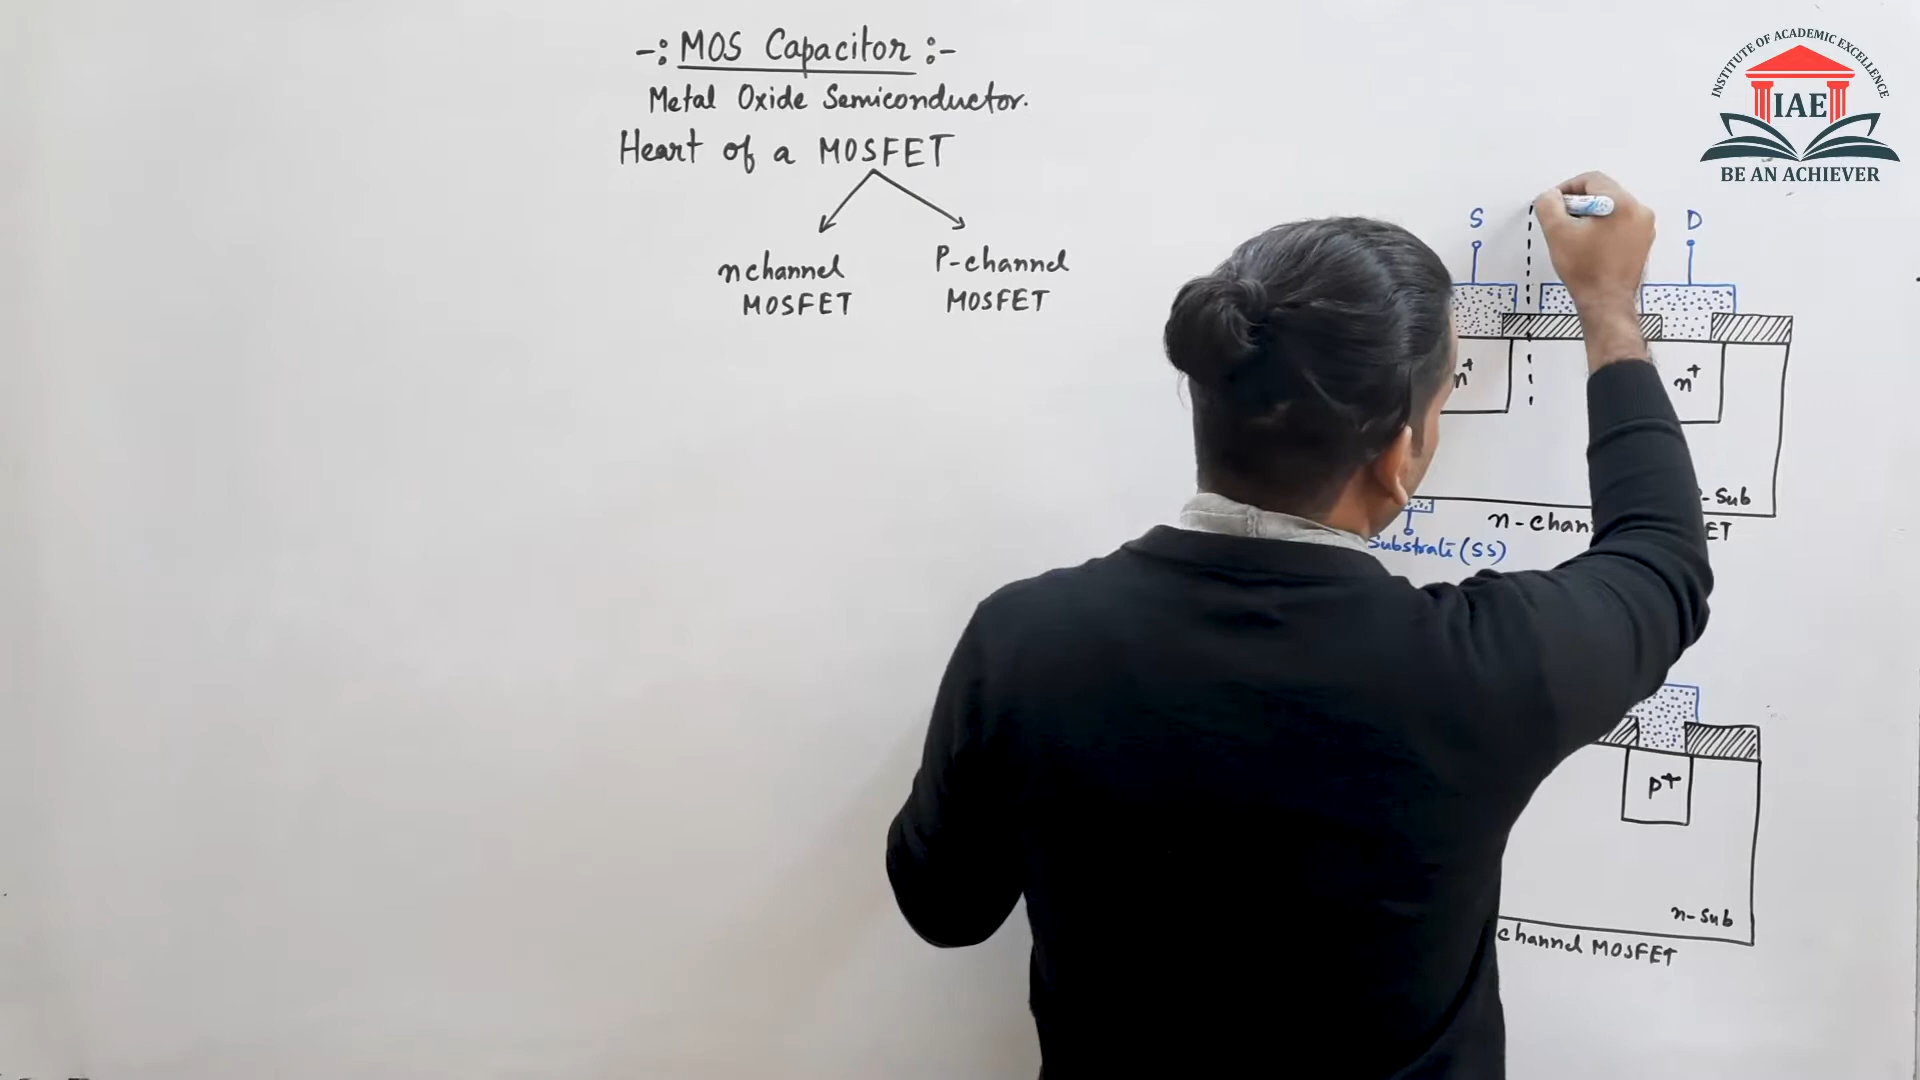 -: MOS Capacitor :-
Metal Oxide Semiconductor.
Heart of a MOSFET
nchannel
MOSFET
P-channel
MOSFET
INSTITUTE OF ACADEMIC EXCELLENCE
IAE
BE AN ACHIEVER
S
D
n+
n+
-Sub
n-chan
ET
Substrate (SS)
p+
n-sub
channel MOSFET